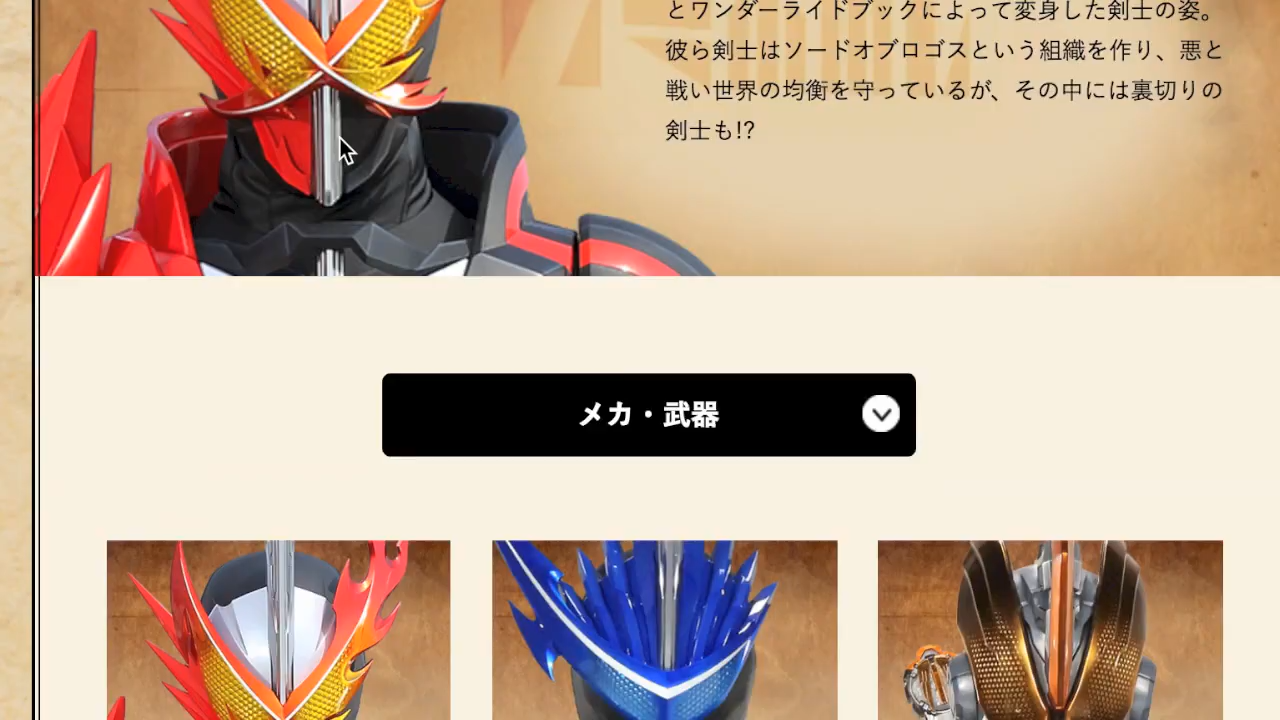 とワンダーライドブックによって変身した剣士の姿。
彼ら剣士はソードオブロゴスという組織を作り、悪と
戦い世界の均衡を守っているが、その中には裏切りの
剣士も!?
メカ・武器